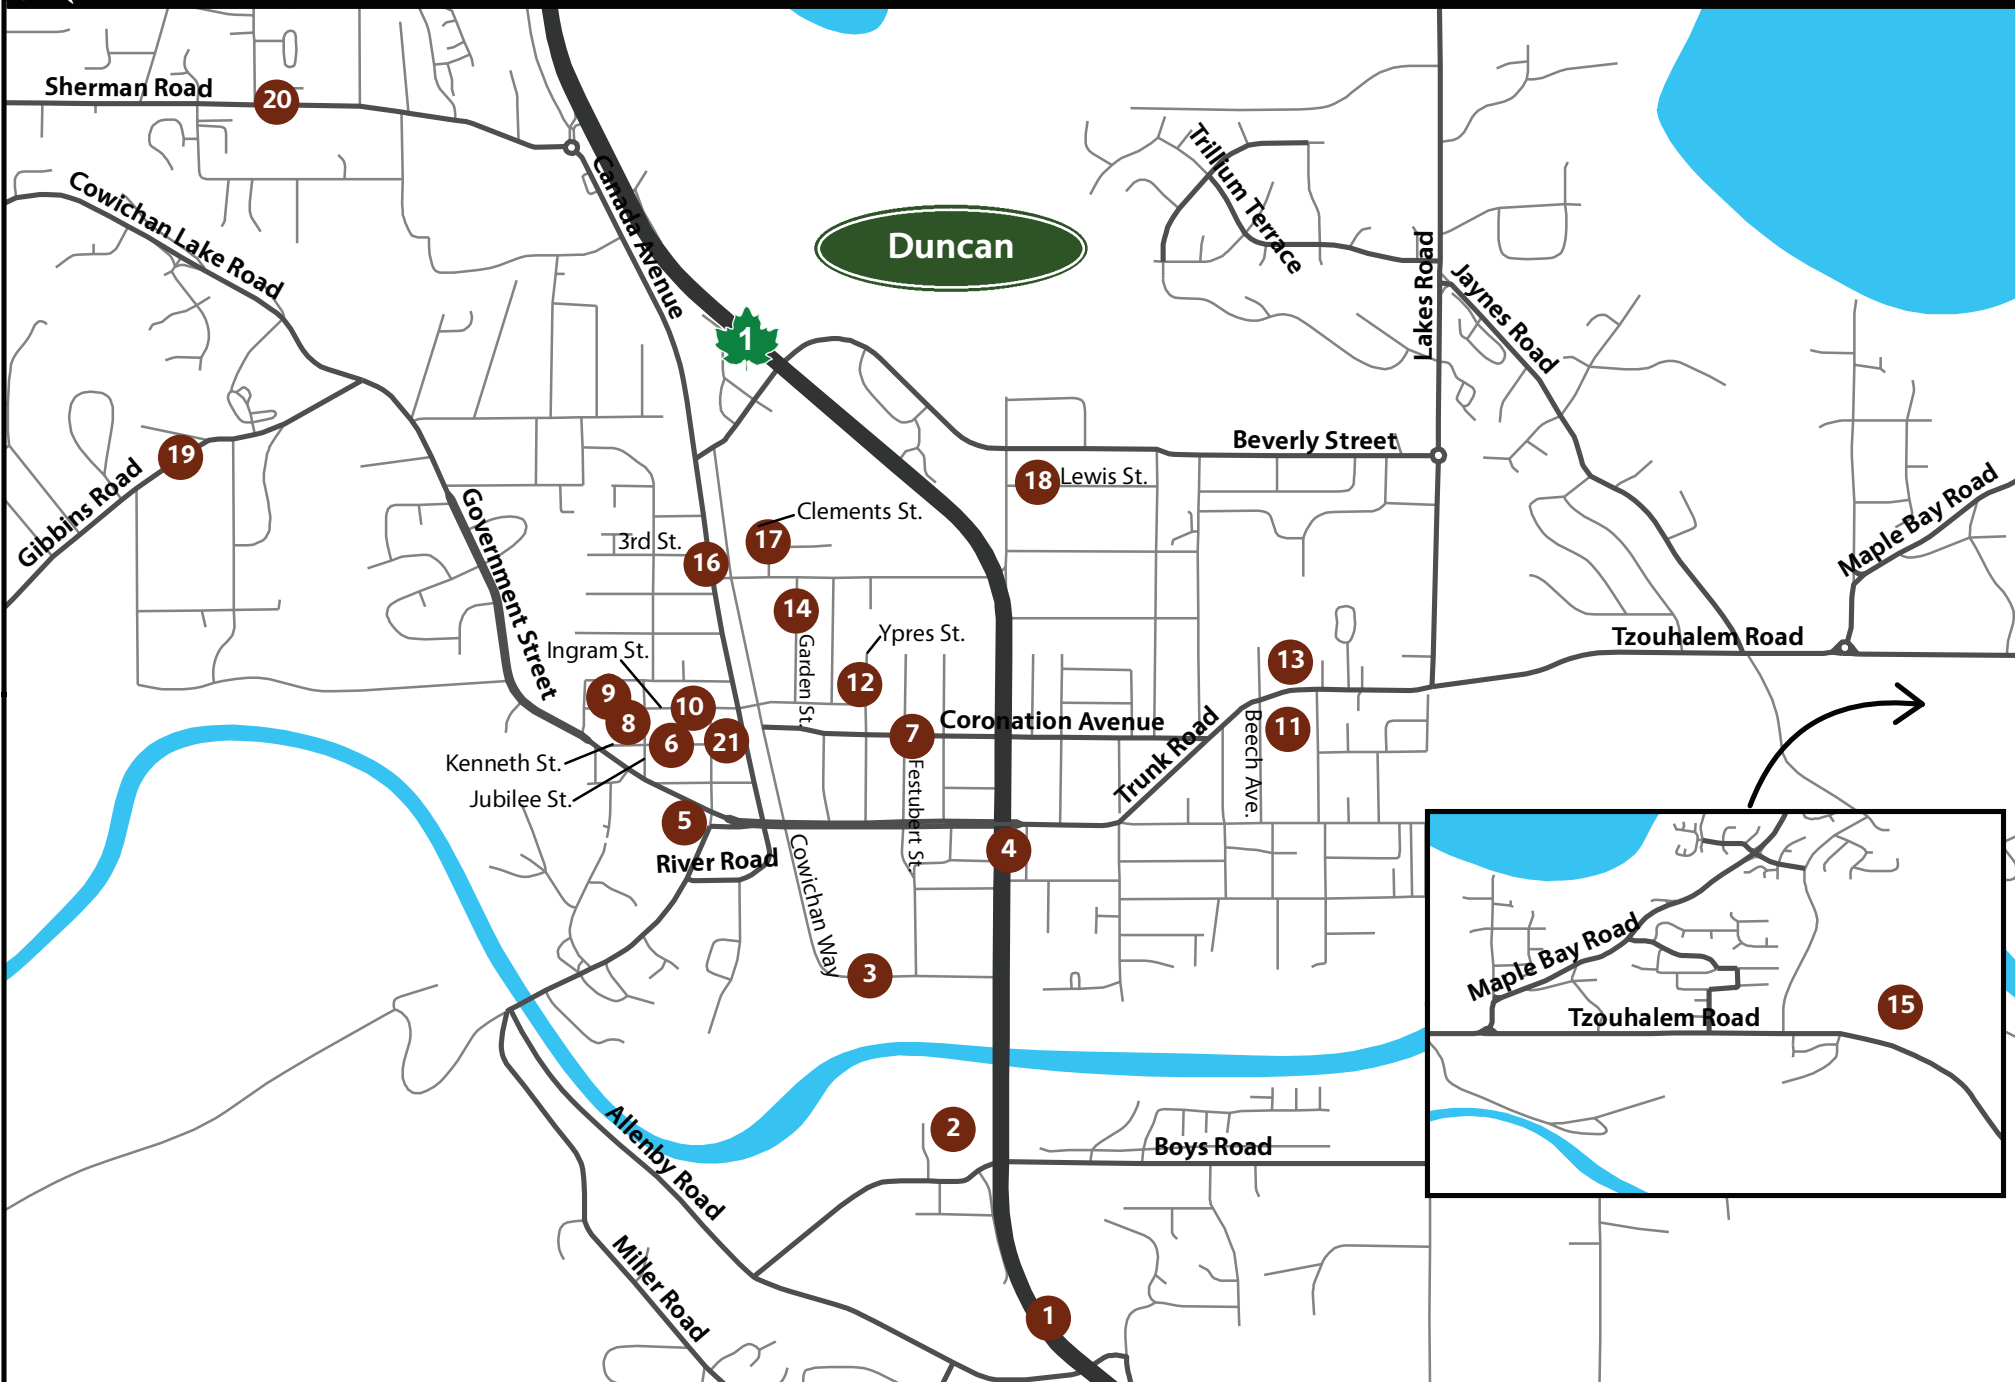 Sherman Road
20
Canada Avenue
Trillium Terrace
Cowichan Lake Road
Duncan
Lakes Road
Jaynes Road
1
Beverly Street
19
Gibbins Road
18
Lewis St.
Government Street
Clements St.
17
3rd St.
16
Maple Bay Road
14
Garden St.
Ypres St.
Tzouhalem Road
Ingram St.
12
13
9
10
8
6
21
7
Coronation Avenue
Trunk Road
Beech Ave.
11
Kenneth St.
Jubilee St.
Festubert St.
5
River Road
Cowichan Way
4
3
Maple Bay Road
Tzouhalem Road
15
2
Boys Road
Allenby Road
Miller Road
1